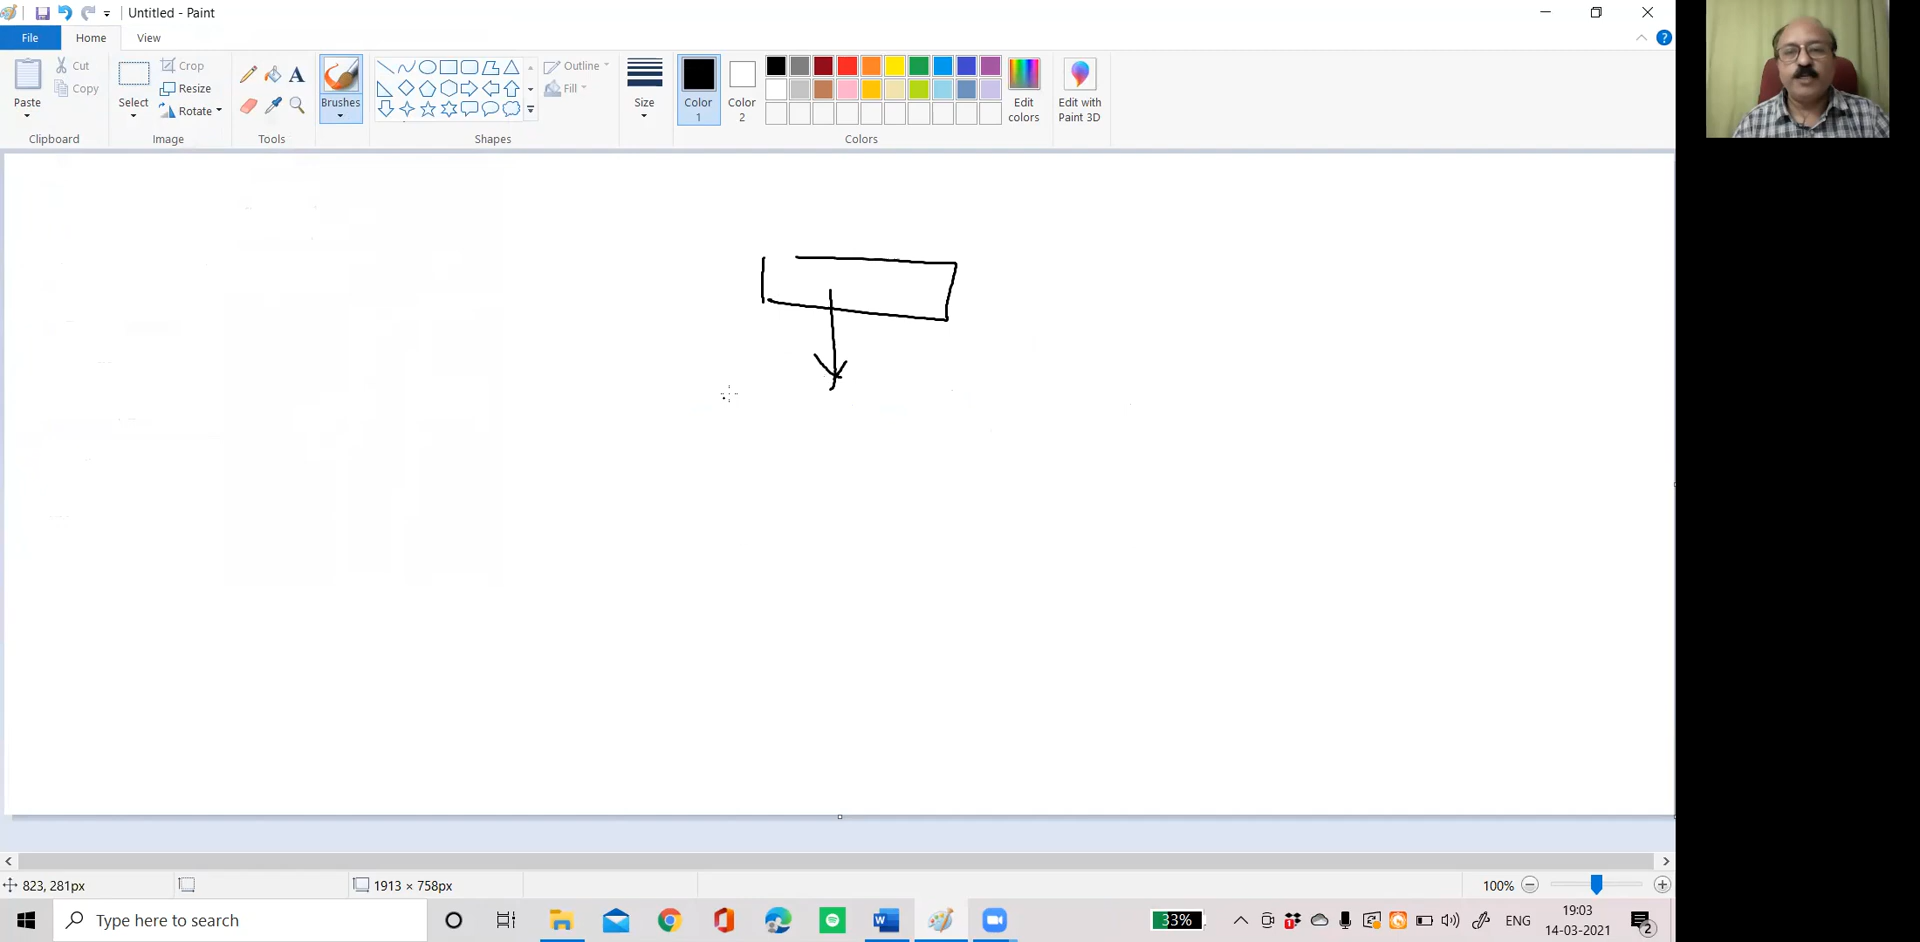 Untitled - Paint
File Home View
Paste Cut Copy Clipboard
Select Crop Resize Rotate Image
Tools
Brushes
Outline Fill Shapes
Size
Color 1 Color 2 Edit colors Colors
Edit with Paint 3D
823, 281px 1913 × 758px 100%
Type here to search 33% ENG 19:03 14-03-2021 2